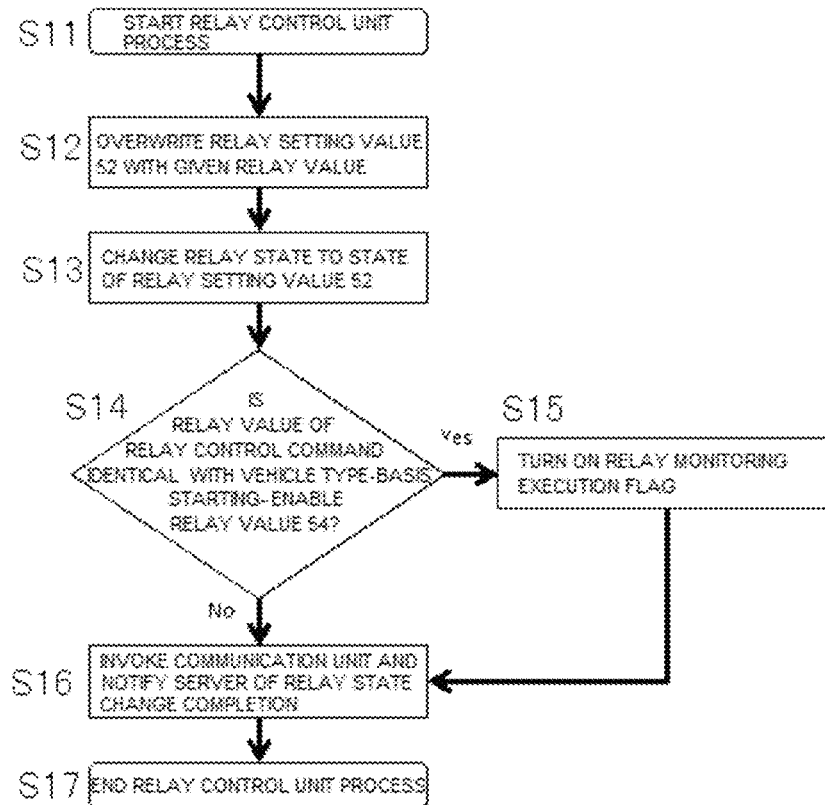 S11
START RELAY CONTROL UNIT
PROCESS
S12
OVERWRITE RELAY SETTING VALUE
52 WITH GIVEN RELAY VALUE
S13
CHANGE RELAY STATE TO STATE
OF RELAY SETTING VALUE 52
S14
IS
RELAY VALUE OF
RELAY CONTROL COMMAND
IDENTICAL WITH VEHICLE TYPE-BASIS
STARTING-ENABLE
RELAY VALUE 54?
Yes
S15
TURN ON RELAY MONITORING
EXECUTION FLAG
No
S16
INVOKE COMMUNICATION UNIT AND
NOTIFY SERVER OF RELAY STATE
CHANGE COMPLETION
S17
END RELAY CONTROL UNIT PROCESS